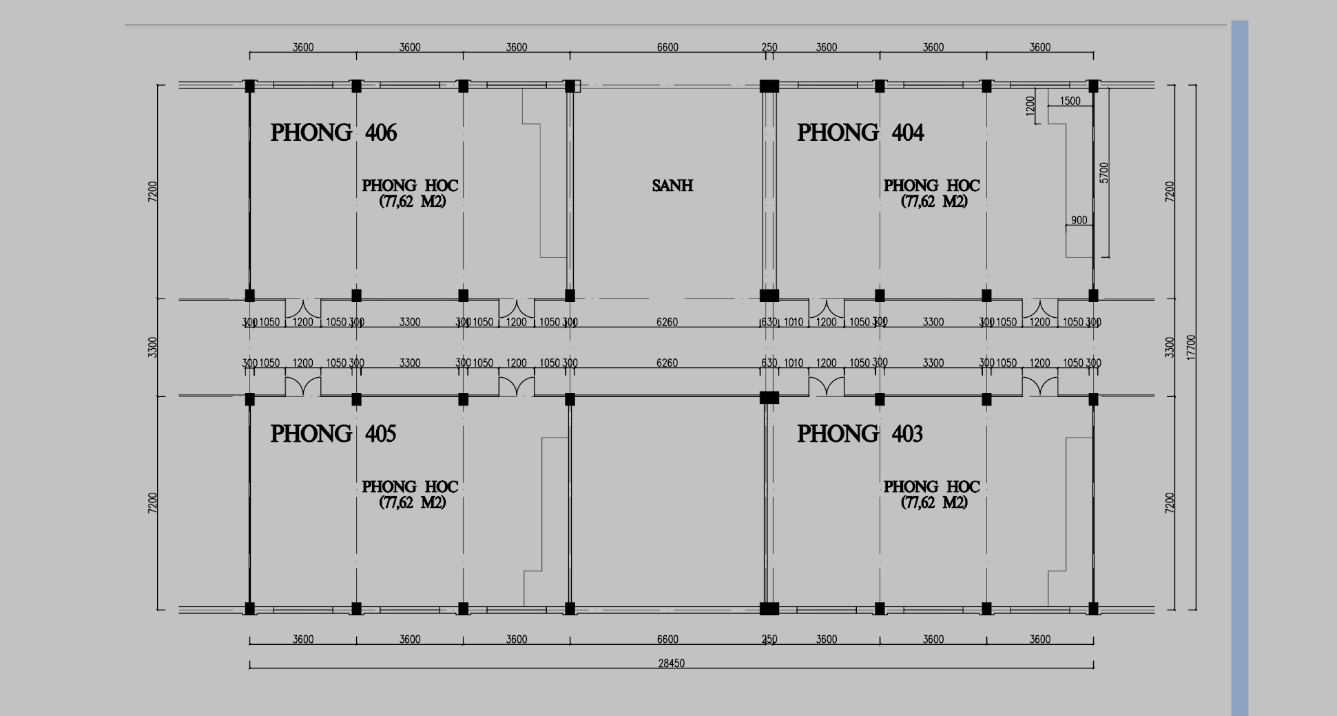 3600 3600 3600 6600 250 3600 3600 3600
1200 1500
PHONG 406 PHONG 404
5700
7200 PHONG HOC SANH PHONG HOC 7200
(77,62 M2) (77,62 M2)
900
300 1050 1200 1050 300 3300 300 1050 1200 1050 300 6260 630 1010 1200 1050 300 3300 300 1050 1200 1050 300
3300 3300 17700
300 1050 1200 1050 300 3300 300 1050 1200 1050 300 6260 630 1010 1200 1050 300 3300 300 1050 1200 1050 300
PHONG 405 PHONG 403
7200 PHONG HOC PHONG HOC 7200
(77,62 M2) (77,62 M2)
3600 3600 3600 6600 250 3600 3600 3600
28450